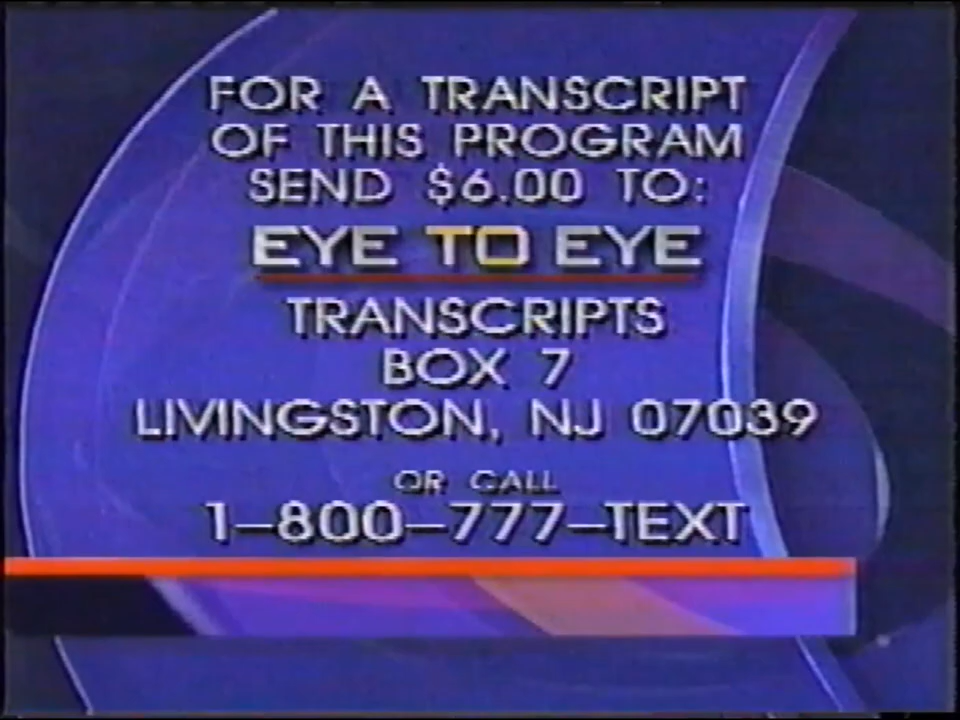 FOR A TRANSCRIPT
OF THIS PROGRAM
SEND $6.00 TO:
EYE TO EYE
TRANSCRIPTS
BOX 7
LIVINGSTON, NJ 07039
OR CALL
1-800-777-TEXT